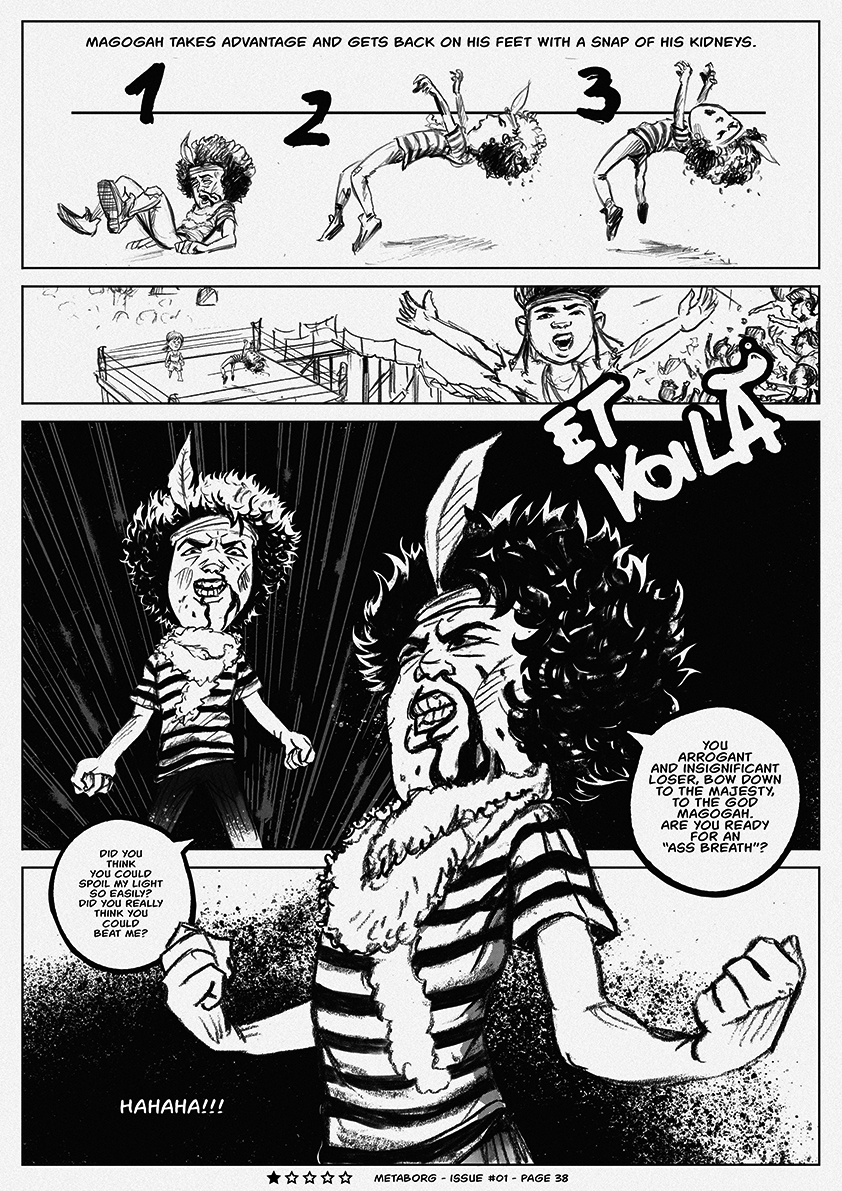 MAGOGAH TAKES ADVANTAGE AND GETS BACK ON HIS FEET WITH A SNAP OF HIS KIDNEYS.
1
2
3
ET
VOILÀ
YOU
ARROGANT
AND INSIGNIFICANT
LOSER, BOW DOWN
TO THE MAJESTY,
TO THE GOD
MAGOGAH.
ARE YOU READY
FOR AN
"ASS BREATH"?
DID YOU
THINK
YOU COULD
SPOIL MY LIGHT
SO EASILY?
DID YOU REALLY
THINK YOU
COULD
BEAT ME?
HAHAHA!!!
METABORG - ISSUE #01 - PAGE 38